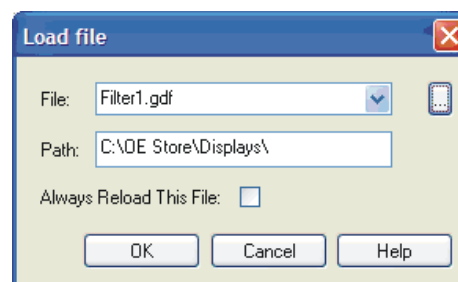 Load file
File: Filter1.gdf ...
Path: C:\OE Store\Displays\
Always Reload This File:
OK Cancel Help